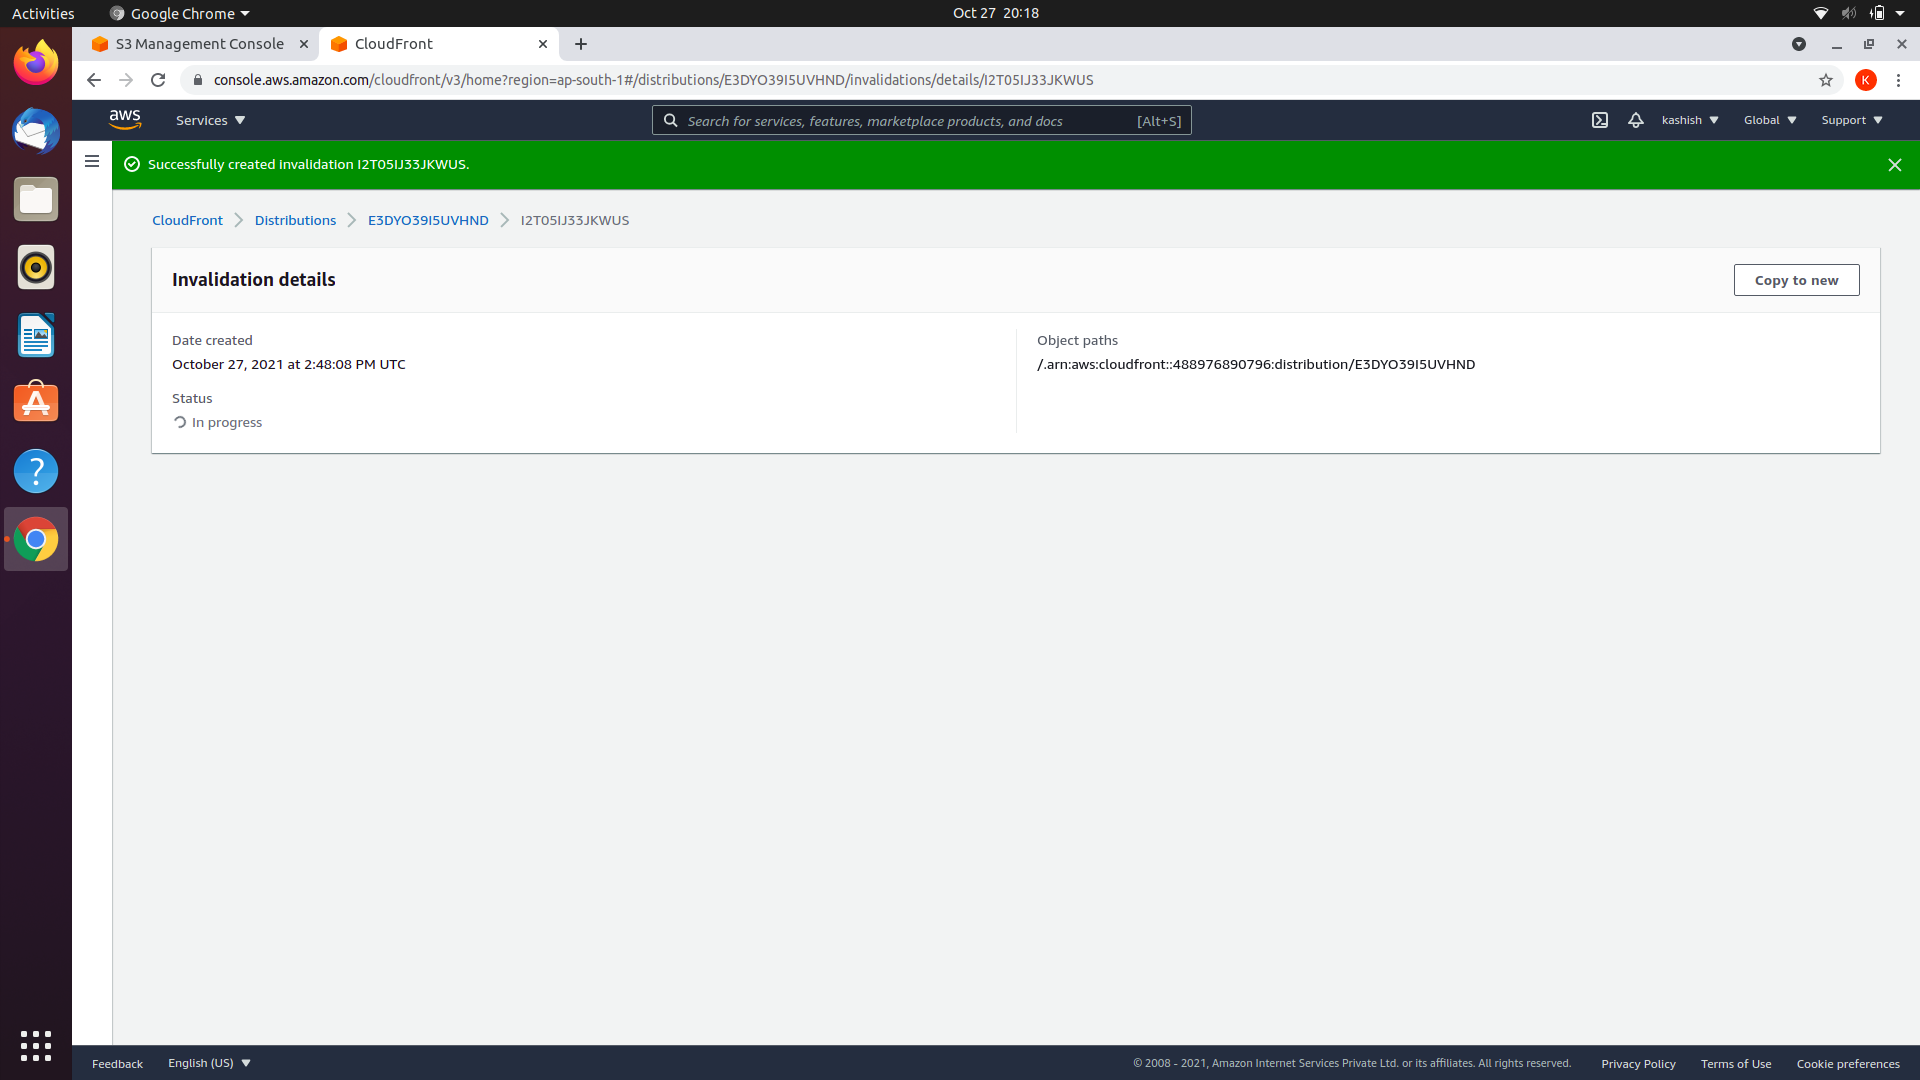 Activities
Google Chrome
Oct 27 20:18
S3 Management Console
CloudFront
console.aws.amazon.com/cloudfront/v3/home?region=ap-south-1#/distributions/E3DYO39I5UVHND/invalidations/details/I2T05IJ33JKWUS
K
aws
Services
Search for services, features, marketplace products, and docs
[Alt+S]
kashish
Global
Support
Successfully created invalidation I2T05IJ33JKWUS.
CloudFront
Distributions
E3DYO39I5UVHND
I2T05IJ33JKWUS
Invalidation details
Copy to new
Date created
October 27, 2021 at 2:48:08 PM UTC
Status
In progress
Object paths
/.arn:aws:cloudfront::488976890796:distribution/E3DYO39I5UVHND
Feedback
English (US)
© 2008 - 2021, Amazon Internet Services Private Ltd. or its affiliates. All rights reserved.
Privacy Policy
Terms of Use
Cookie preferences